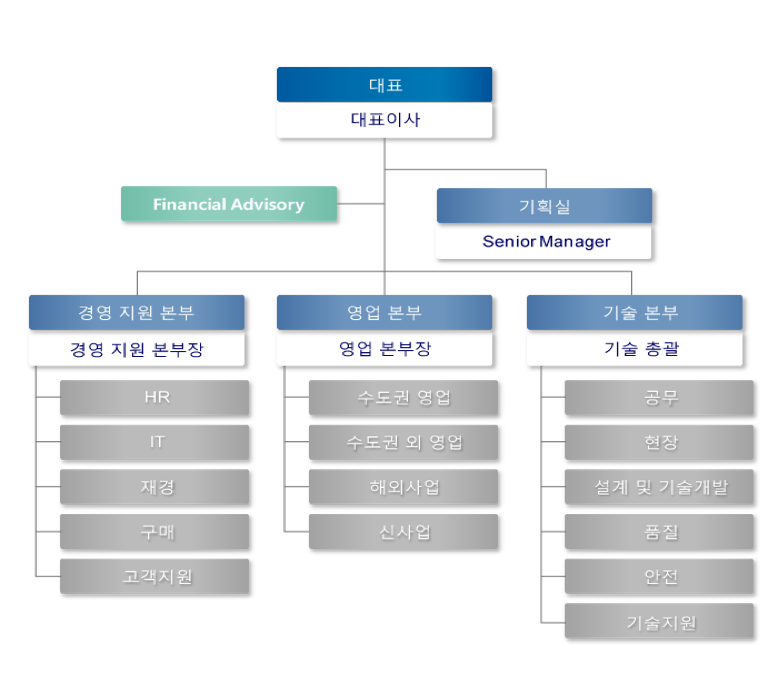 대표
대표이사
Financial Advisory
기획실
Senior Manager
경영 지원 본부
경영 지원 본부장
HR
IT
재경
구매
고객지원
영업 본부
영업 본부장
수도권 영업
수도권 외 영업
해외사업
신사업
기술 본부
기술 총괄
공무
현장
설계 및 기술개발
품질
안전
기술지원